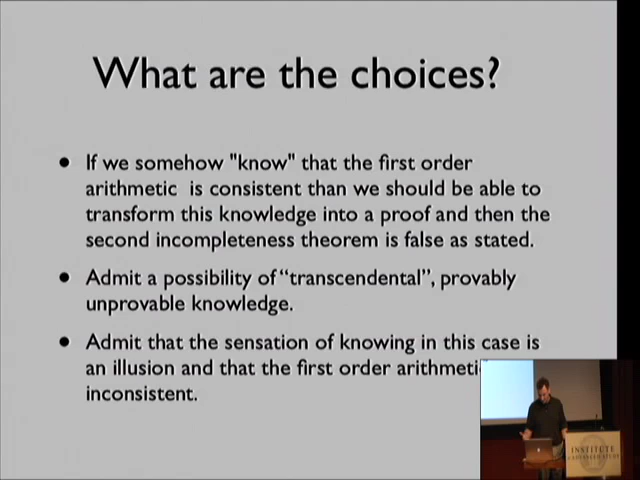 What are the choices?
• If we somehow "know" that the first order
arithmetic is consistent than we should be able to
transform this knowledge into a proof and then the
second incompleteness theorem is false as stated.
• Admit a possibility of “transcendental”, provably
unprovable knowledge.
• Admit that the sensation of knowing in this case is
an illusion and that the first order arithmetic
inconsistent.
INSTITUTE
ADVANCED STUDY